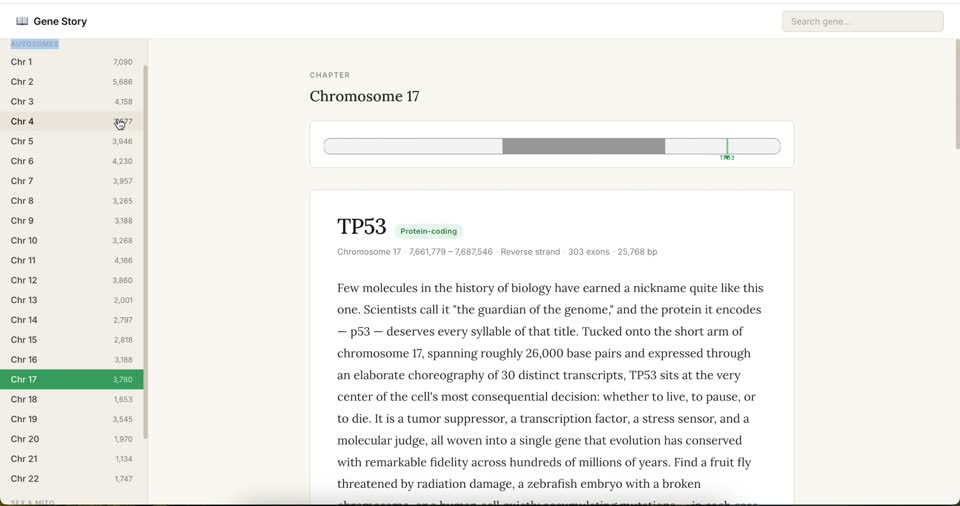 Gene Story
Search gene...
AUTOSOMES
Chr 1 7,090
Chr 2 5,686
Chr 3 4,158
Chr 4
Chr 5 3,946
Chr 6 4,230
Chr 7 3,957
Chr 8 3,265
Chr 9 3,188
Chr 10 3,268
Chr 11 4,166
Chr 12 3,860
Chr 13 2,001
Chr 14 2,797
Chr 15 2,818
Chr 16 3,188
Chr 17 3,780
Chr 18 1,653
Chr 19 3,545
Chr 20 1,970
Chr 21 1,134
Chr 22 1,747
SEX & MITO
CHAPTER
Chromosome 17
TP53
TP53 Protein-coding
Chromosome 17 · 7,661,779 – 7,687,546 · Reverse strand · 303 exons · 25,768 bp
Few molecules in the history of biology have earned a nickname quite like this
one. Scientists call it "the guardian of the genome," and the protein it encodes
— p53 — deserves every syllable of that title. Tucked onto the short arm of
chromosome 17, spanning roughly 26,000 base pairs and expressed through
an elaborate choreography of 30 distinct transcripts, TP53 sits at the very
center of the cell's most consequential decision: whether to live, to pause, or
to die. It is a tumor suppressor, a transcription factor, a stress sensor, and a
molecular judge, all woven into a single gene that evolution has conserved
with remarkable fidelity across hundreds of millions of years. Find a fruit fly
threatened by radiation damage, a zebrafish embryo with a broken
chromosome, one human cell quietly accumulating mutations — in each case